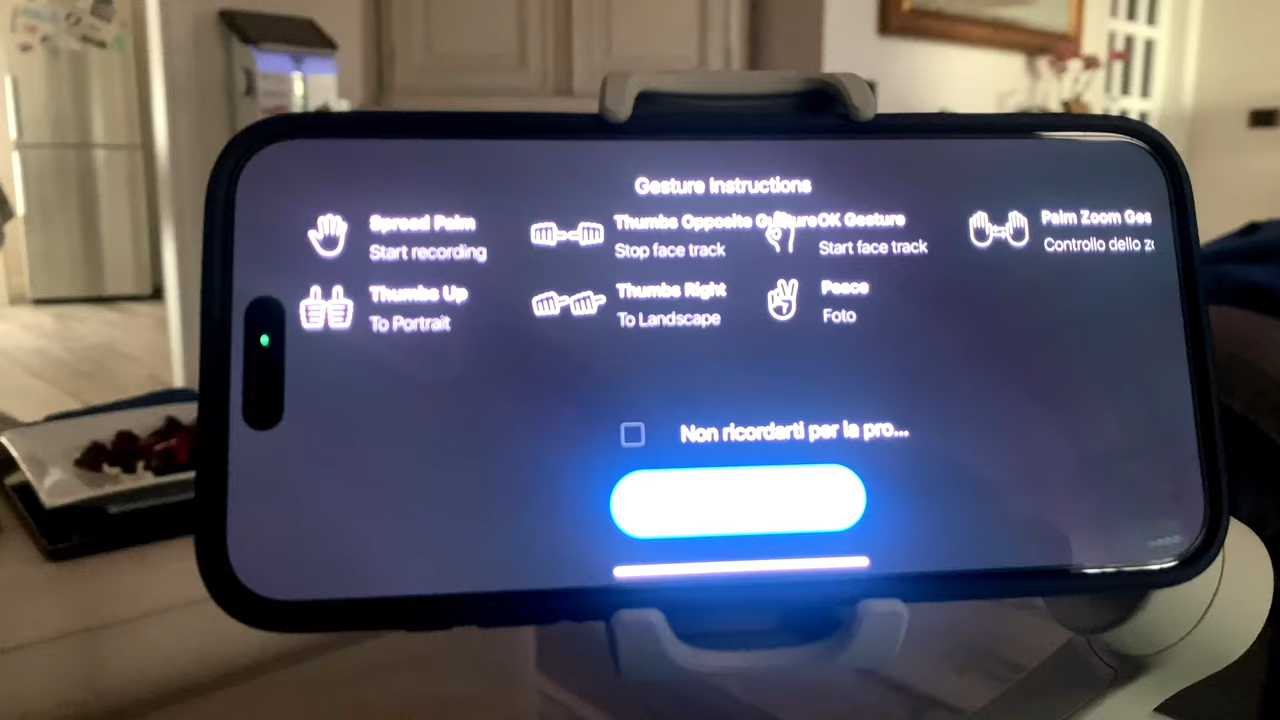 Gesture Instructions
Spread Palm
Start recording
Thumbs Opposite Gesture
Stop face track
OK Gesture
Start face track
Palm Zoom Ges
Controllo dello zo
Thumbs Up
To Portrait
Thumbs Right
To Landscape
Peace
Foto
Non ricordarti per la pro...